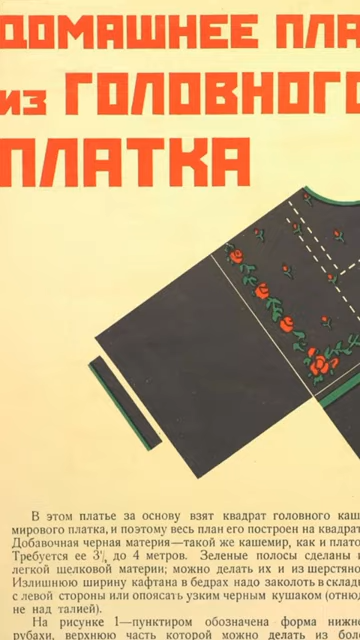 ДОМАШНЕЕ ПЛА
из ГОЛОВНОГО
ПЛАТКА
В этом платье за основу взят квадрат головного каш
мирового платка, и поэтому весь план его построен на квадрат
Добавочная черная материя—такой же кашемир, как и плато
Требуется ее 3¹/₂ до 4 метров. Зеленые полосы сделаны и
легкой шелковой материи; можно делать их и из шерстяно
Излишнюю ширину кафтана в бедрах надо заколоть в складк
с левой стороны или опоясать узким черным кушаком (отню
не над талией).
На рисунке 1—пунктиром обозначена форма нижн
рубахи, верхнюю часть которой можно делать из бол